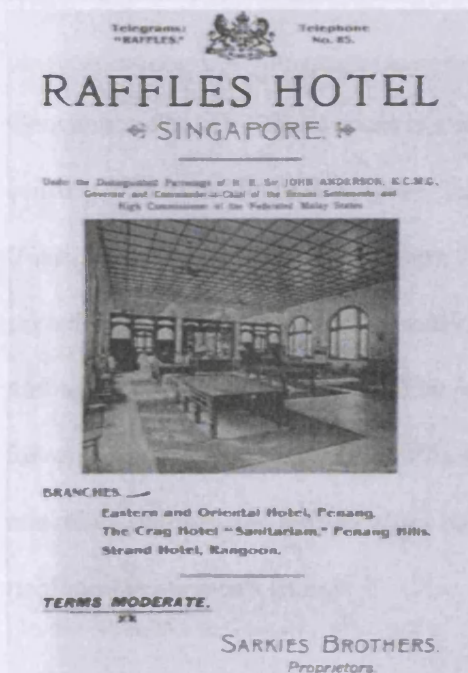 Telegrams:
"RAFFLES."
Telephone
No. 85.
RAFFLES HOTEL
SINGAPORE.
Under the Distinguished Patronage of H. E. Sir JOHN ANDERSON, K.C.M.G.,
Governor and Commander-in-Chief of the Straits Settlements and
High Commissioner of the Federated Malay States
BRANCHES.
Eastern and Oriental Hotel, Penang.
The Crag Hotel "Sanitarium," Penang Hills.
Strand Hotel, Rangoon.
TERMS MODERATE.
SARKIES BROTHERS.
Proprietors.